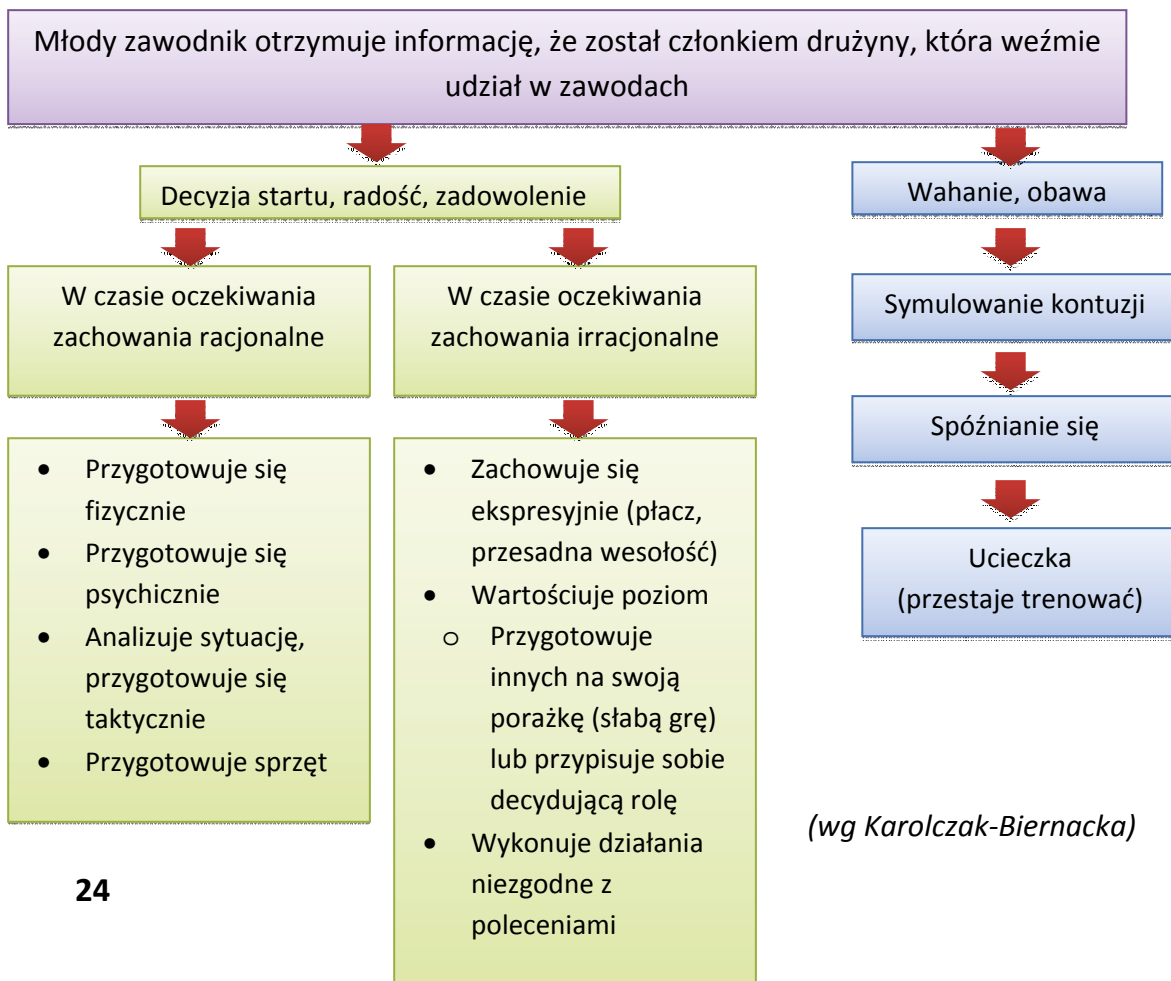 Młody zawodnik otrzymuje informację, że został członkiem drużyny, która weźmie
udział w zawodach
Decyzja startu, radość, zadowolenie
Wahanie, obawa
W czasie oczekiwania
zachowania racjonalne
W czasie oczekiwania
zachowania irracjonalne
Symulowanie kontuzji
Spóźnianie się
Ucieczka
(przestaje trenować)
• Przygotowuje się
fizycznie
• Przygotowuje się
psychicznie
• Analizuje sytuację,
przygotowuje się
taktycznie
• Przygotowuje sprzęt
• Zachowuje się
ekspresyjnie (płacz,
przesadna wesołość)
• Wartościuje poziom
o Przygotowuje
innych na swoją
porażkę (słabą grę)
lub przypisuje sobie
decydującą rolę
• Wykonuje działania
niezgodne z
poleceniami
(wg Karolczak-Biernacka)
24